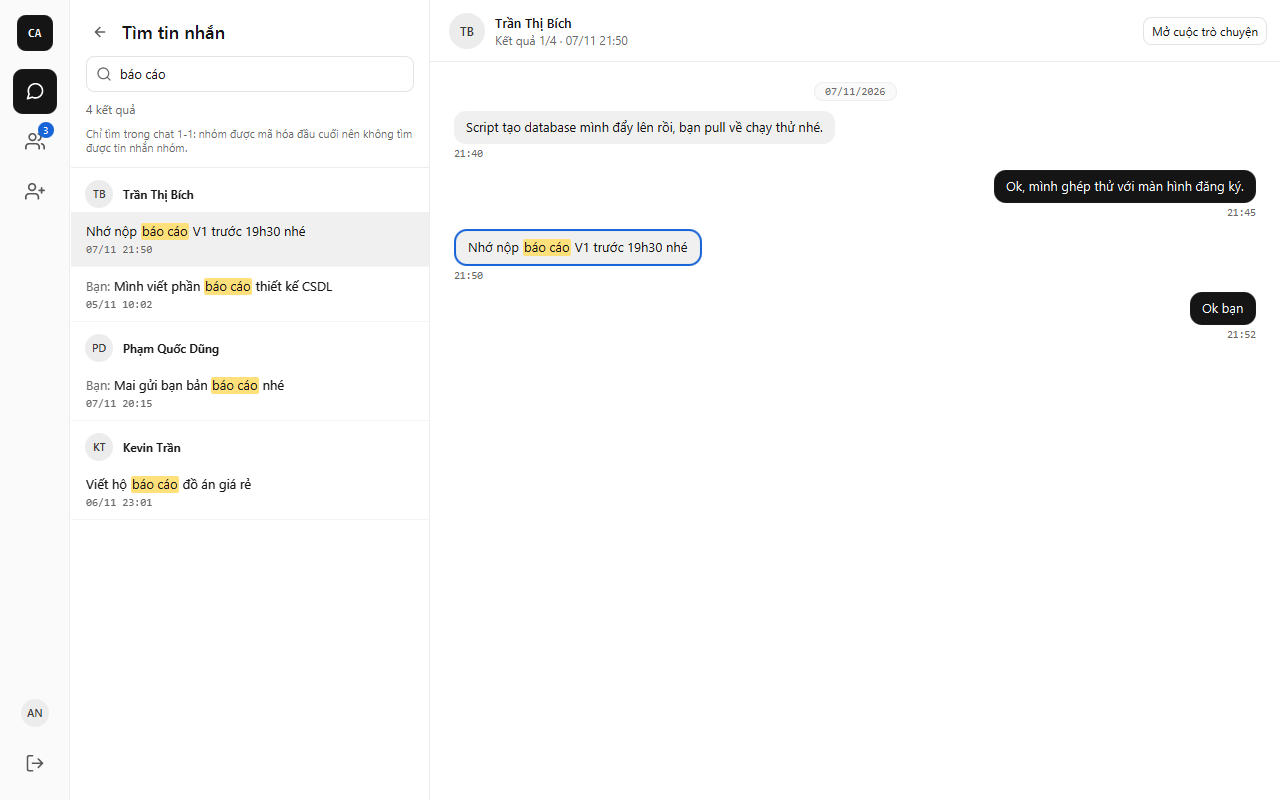 CA
3
AN
Tìm tin nhắn
báo cáo
4 kết quả
Chỉ tìm trong chat 1-1: nhóm được mã hóa đầu cuối nên không tìm
được tin nhắn nhóm.
TB
Trần Thị Bích
Nhớ nộp báo cáo V1 trước 19h30 nhé
07/11 21:50
Bạn: Mình viết phần báo cáo thiết kế CSDL
05/11 10:02
PD
Phạm Quốc Dũng
Bạn: Mai gửi bạn bản báo cáo nhé
07/11 20:15
KT
Kevin Trần
Viết hộ báo cáo đồ án giá rẻ
06/11 23:01
TB
Trần Thị Bích
Kết quả 1/4 · 07/11 21:50
Mở cuộc trò chuyện
07/11/2026
Script tạo database mình đẩy lên rồi, bạn pull về chạy thử nhé.
21:40
Ok, mình ghép thử với màn hình đăng ký.
21:45
Nhớ nộp báo cáo V1 trước 19h30 nhé
21:50
Ok bạn
21:52